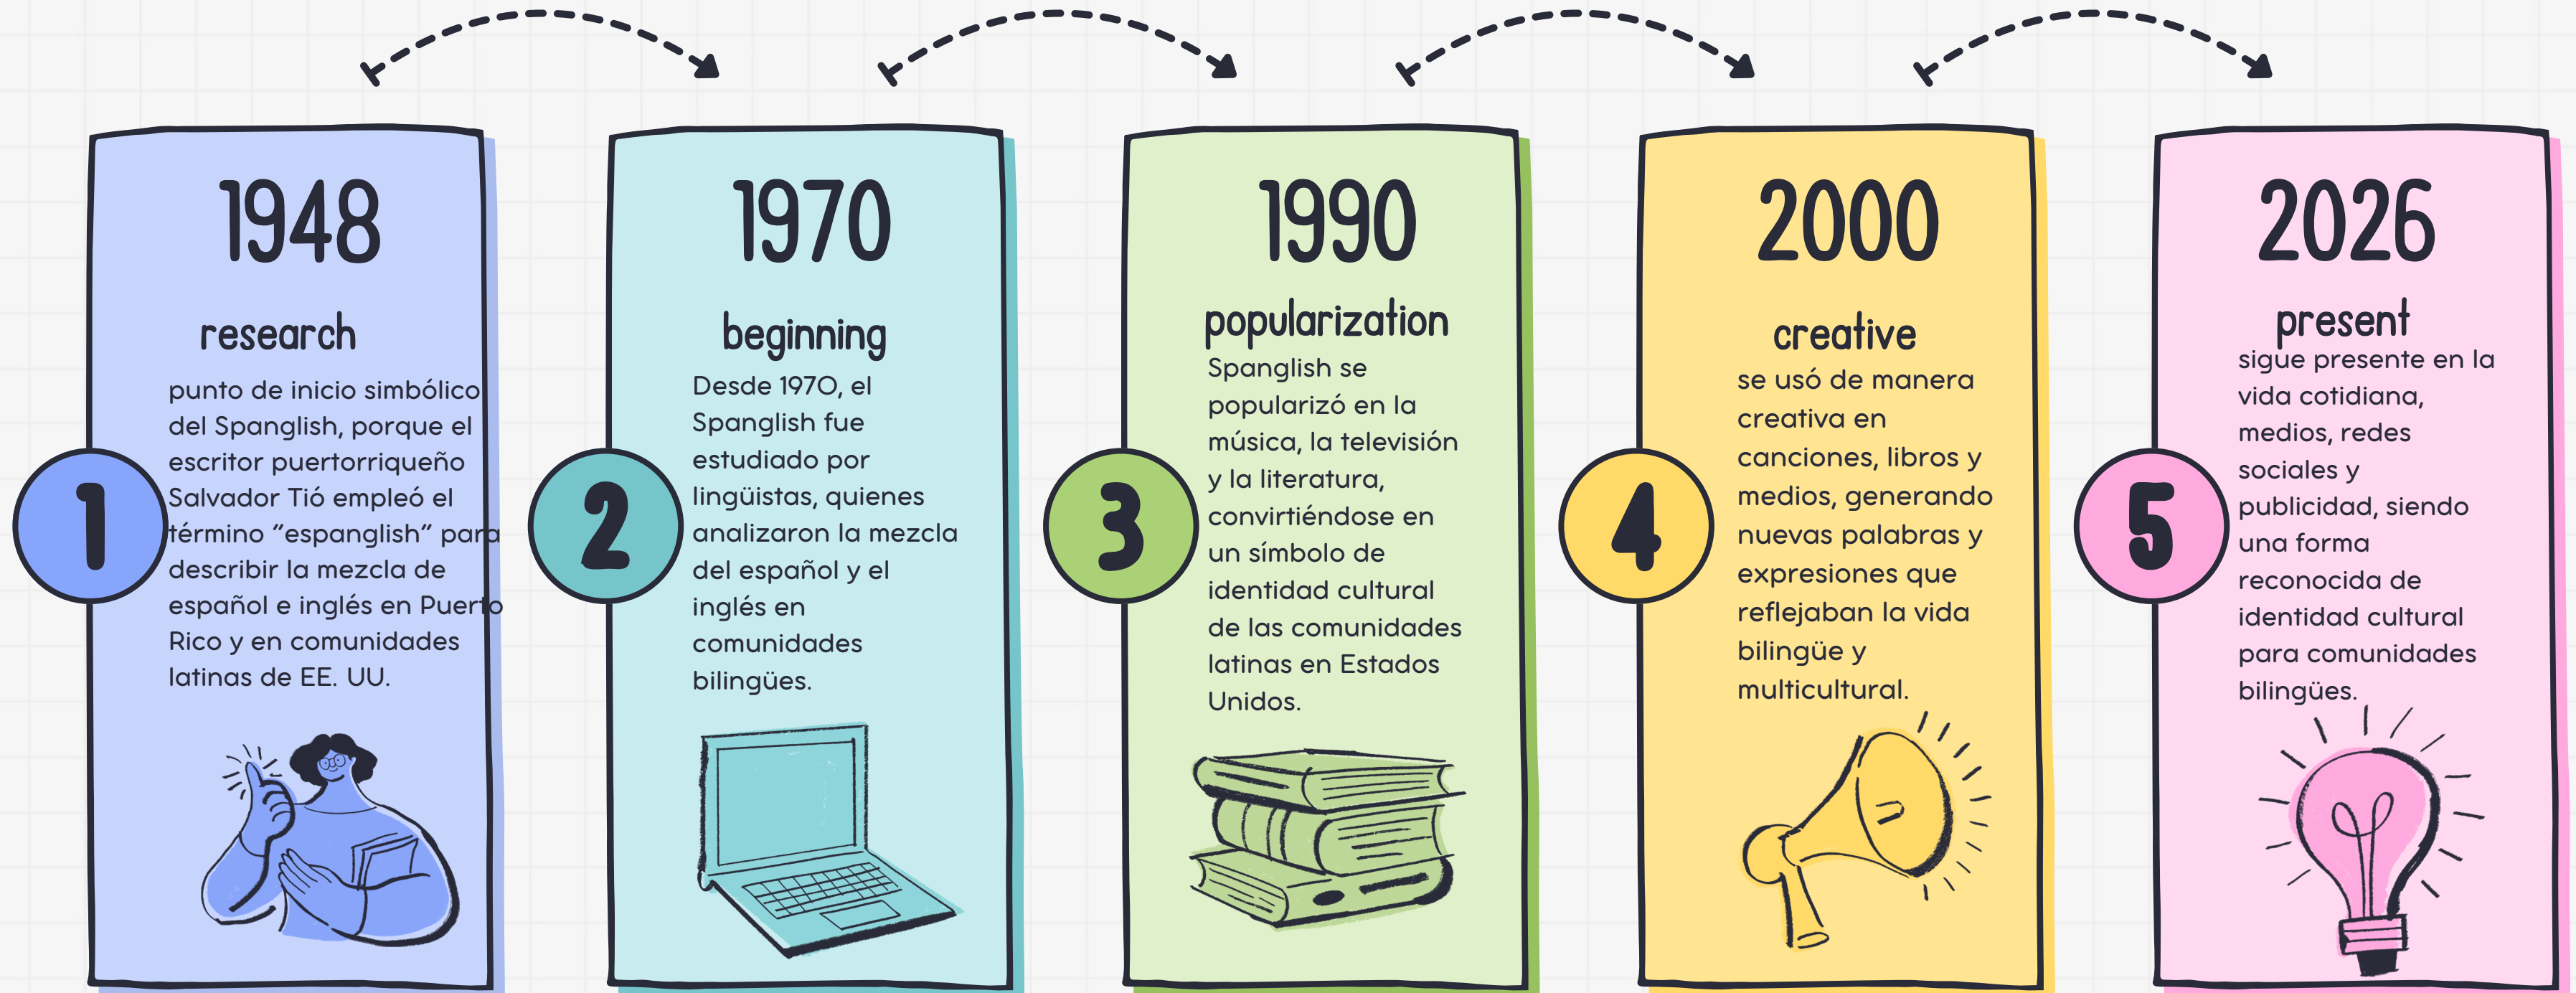 1948
research
punto de inicio simbólico
del Spanglish, porque el
escritor puertorriqueño
Salvador Tió empleó el
término “espanglish” para
describir la mezcla de
español e inglés en Puerto
Rico y en comunidades
latinas de EE. UU.
1
1970
beginning
Desde 1970, el
Spanglish fue
estudiado por
lingüistas, quienes
analizaron la mezcla
del español y el
inglés en
comunidades
bilingües.
2
1990
popularization
Spanglish se
popularizó en la
música, la televisión
y la literatura,
convirtiéndose en
un símbolo de
identidad cultural
de las comunidades
latinas en Estados
Unidos.
3
2000
creative
se usó de manera
creativa en
canciones, libros y
medios, generando
nuevas palabras y
expresiones que
reflejaban la vida
bilingüe y
multicultural.
4
2026
present
sigue presente en la
vida cotidiana,
medios, redes
sociales y
publicidad, siendo
una forma
reconocida de
identidad cultural
para comunidades
bilingües.
5